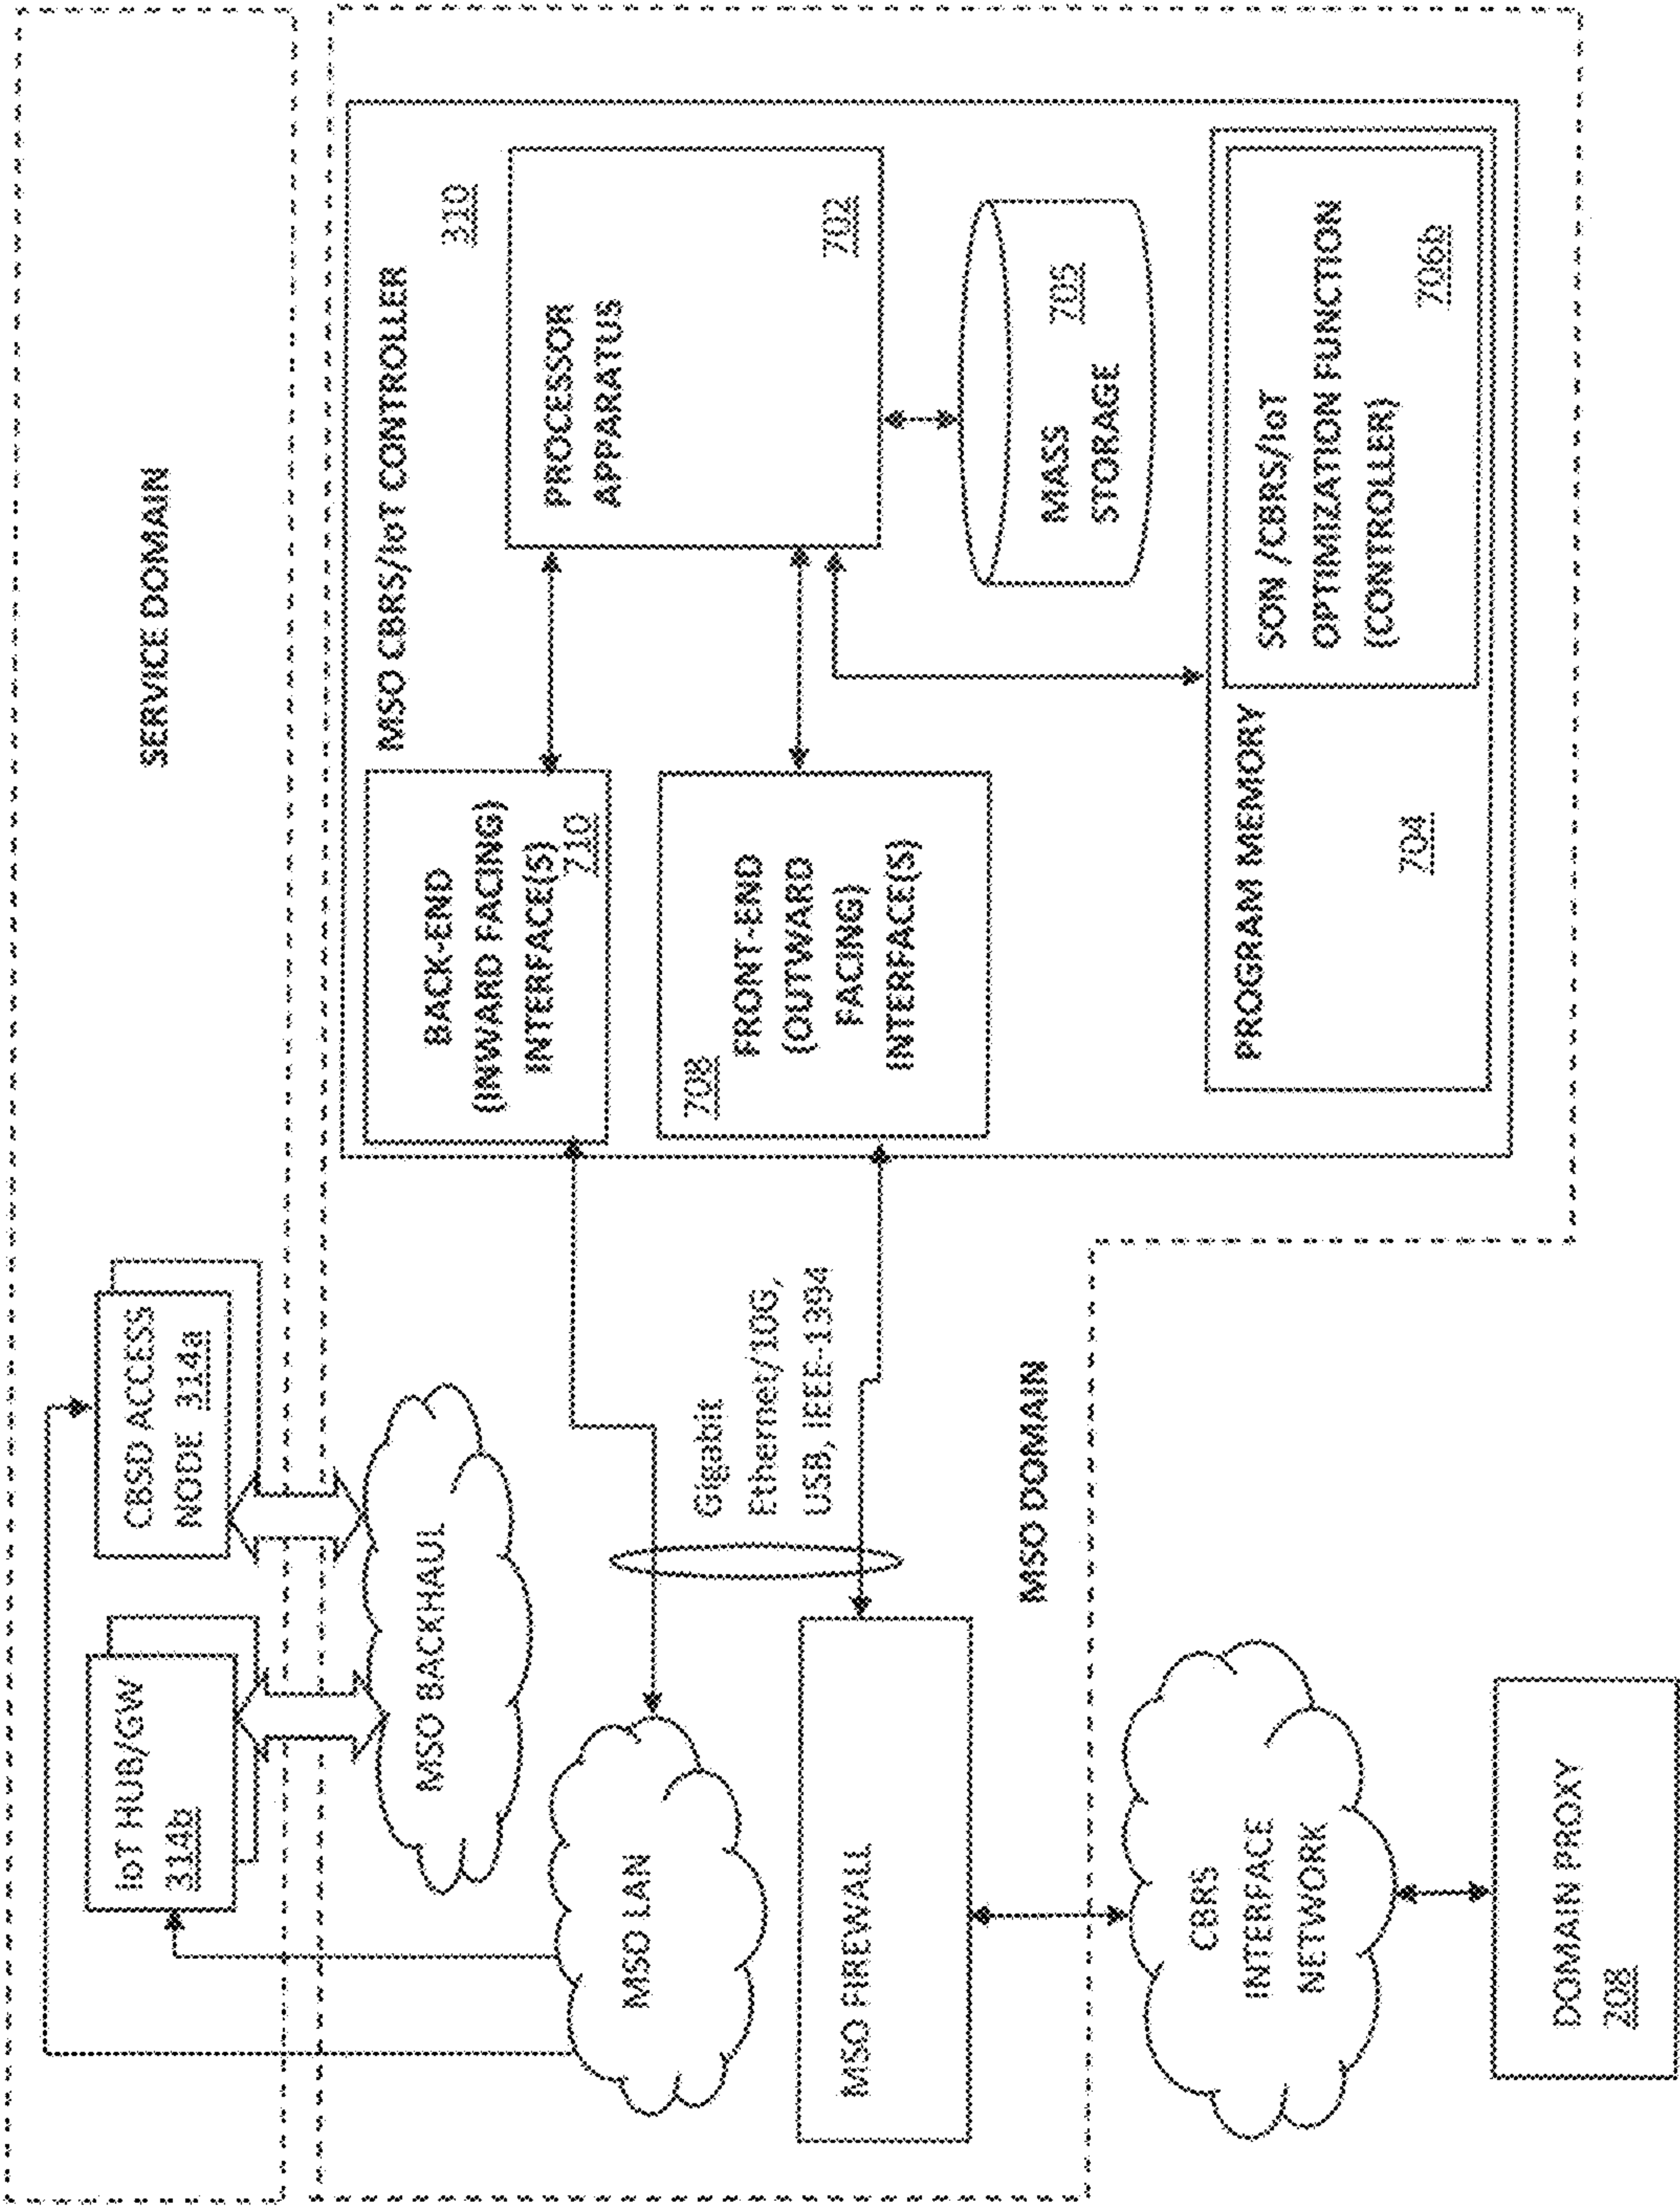 SERVICE DOMAIN
IoT HUB/GW
314b
CBSD ACCESS
NODE 314a
MSO BACKHAUL
MSO LAN
Gigabit
Ethernet/10G,
USB, IEEE-1394
MSO FIREWALL
MSO DOMAIN
CBRS
INTERFACE
NETWORK
DOMAIN PROXY
208
MSO CBRS/IoT CONTROLLER
310
BACK-END
(INWARD FACING)
INTERFACE(S)
710
PROCESSOR
APPARATUS
702
708
FRONT-END
(OUTWARD
FACING)
INTERFACE(S)
MASS
STORAGE
705
PROGRAM MEMORY
704
SON /CBRS/IoT
OPTIMIZATION FUNCTION
(CONTROLLER)
706b